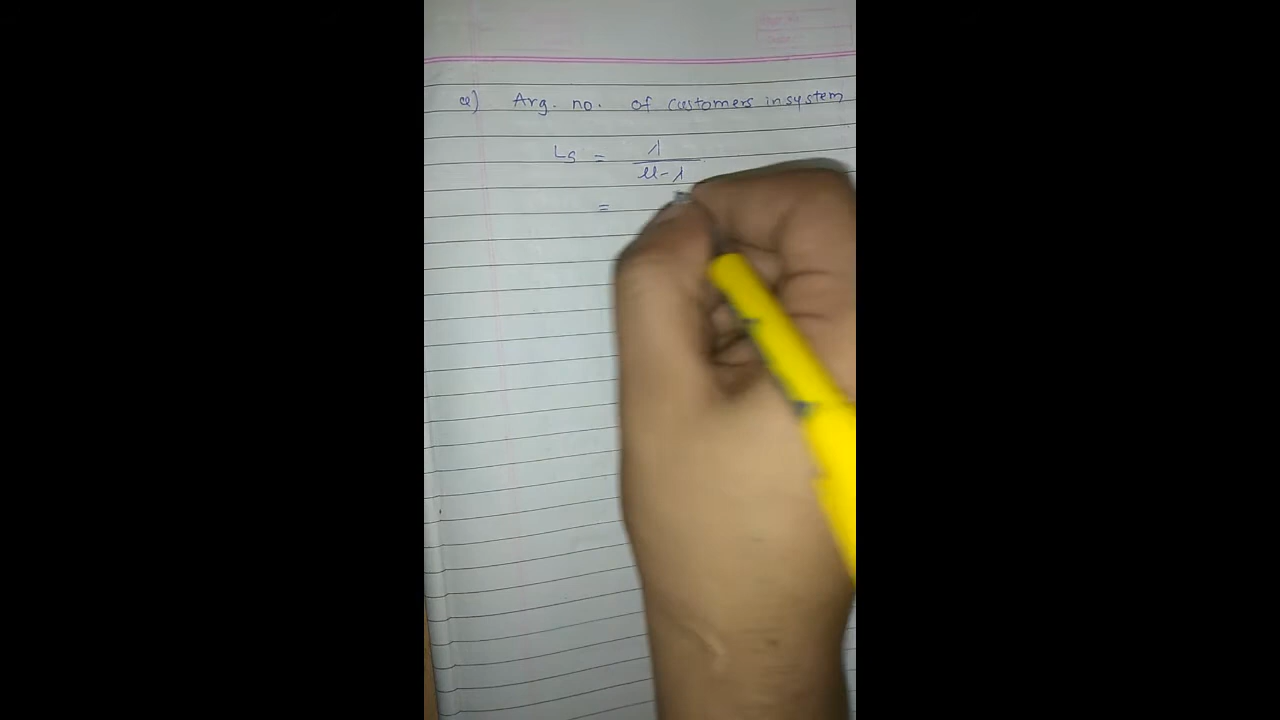 a) Avg. no. of customers in system
Ls = λ / μ-λ
=